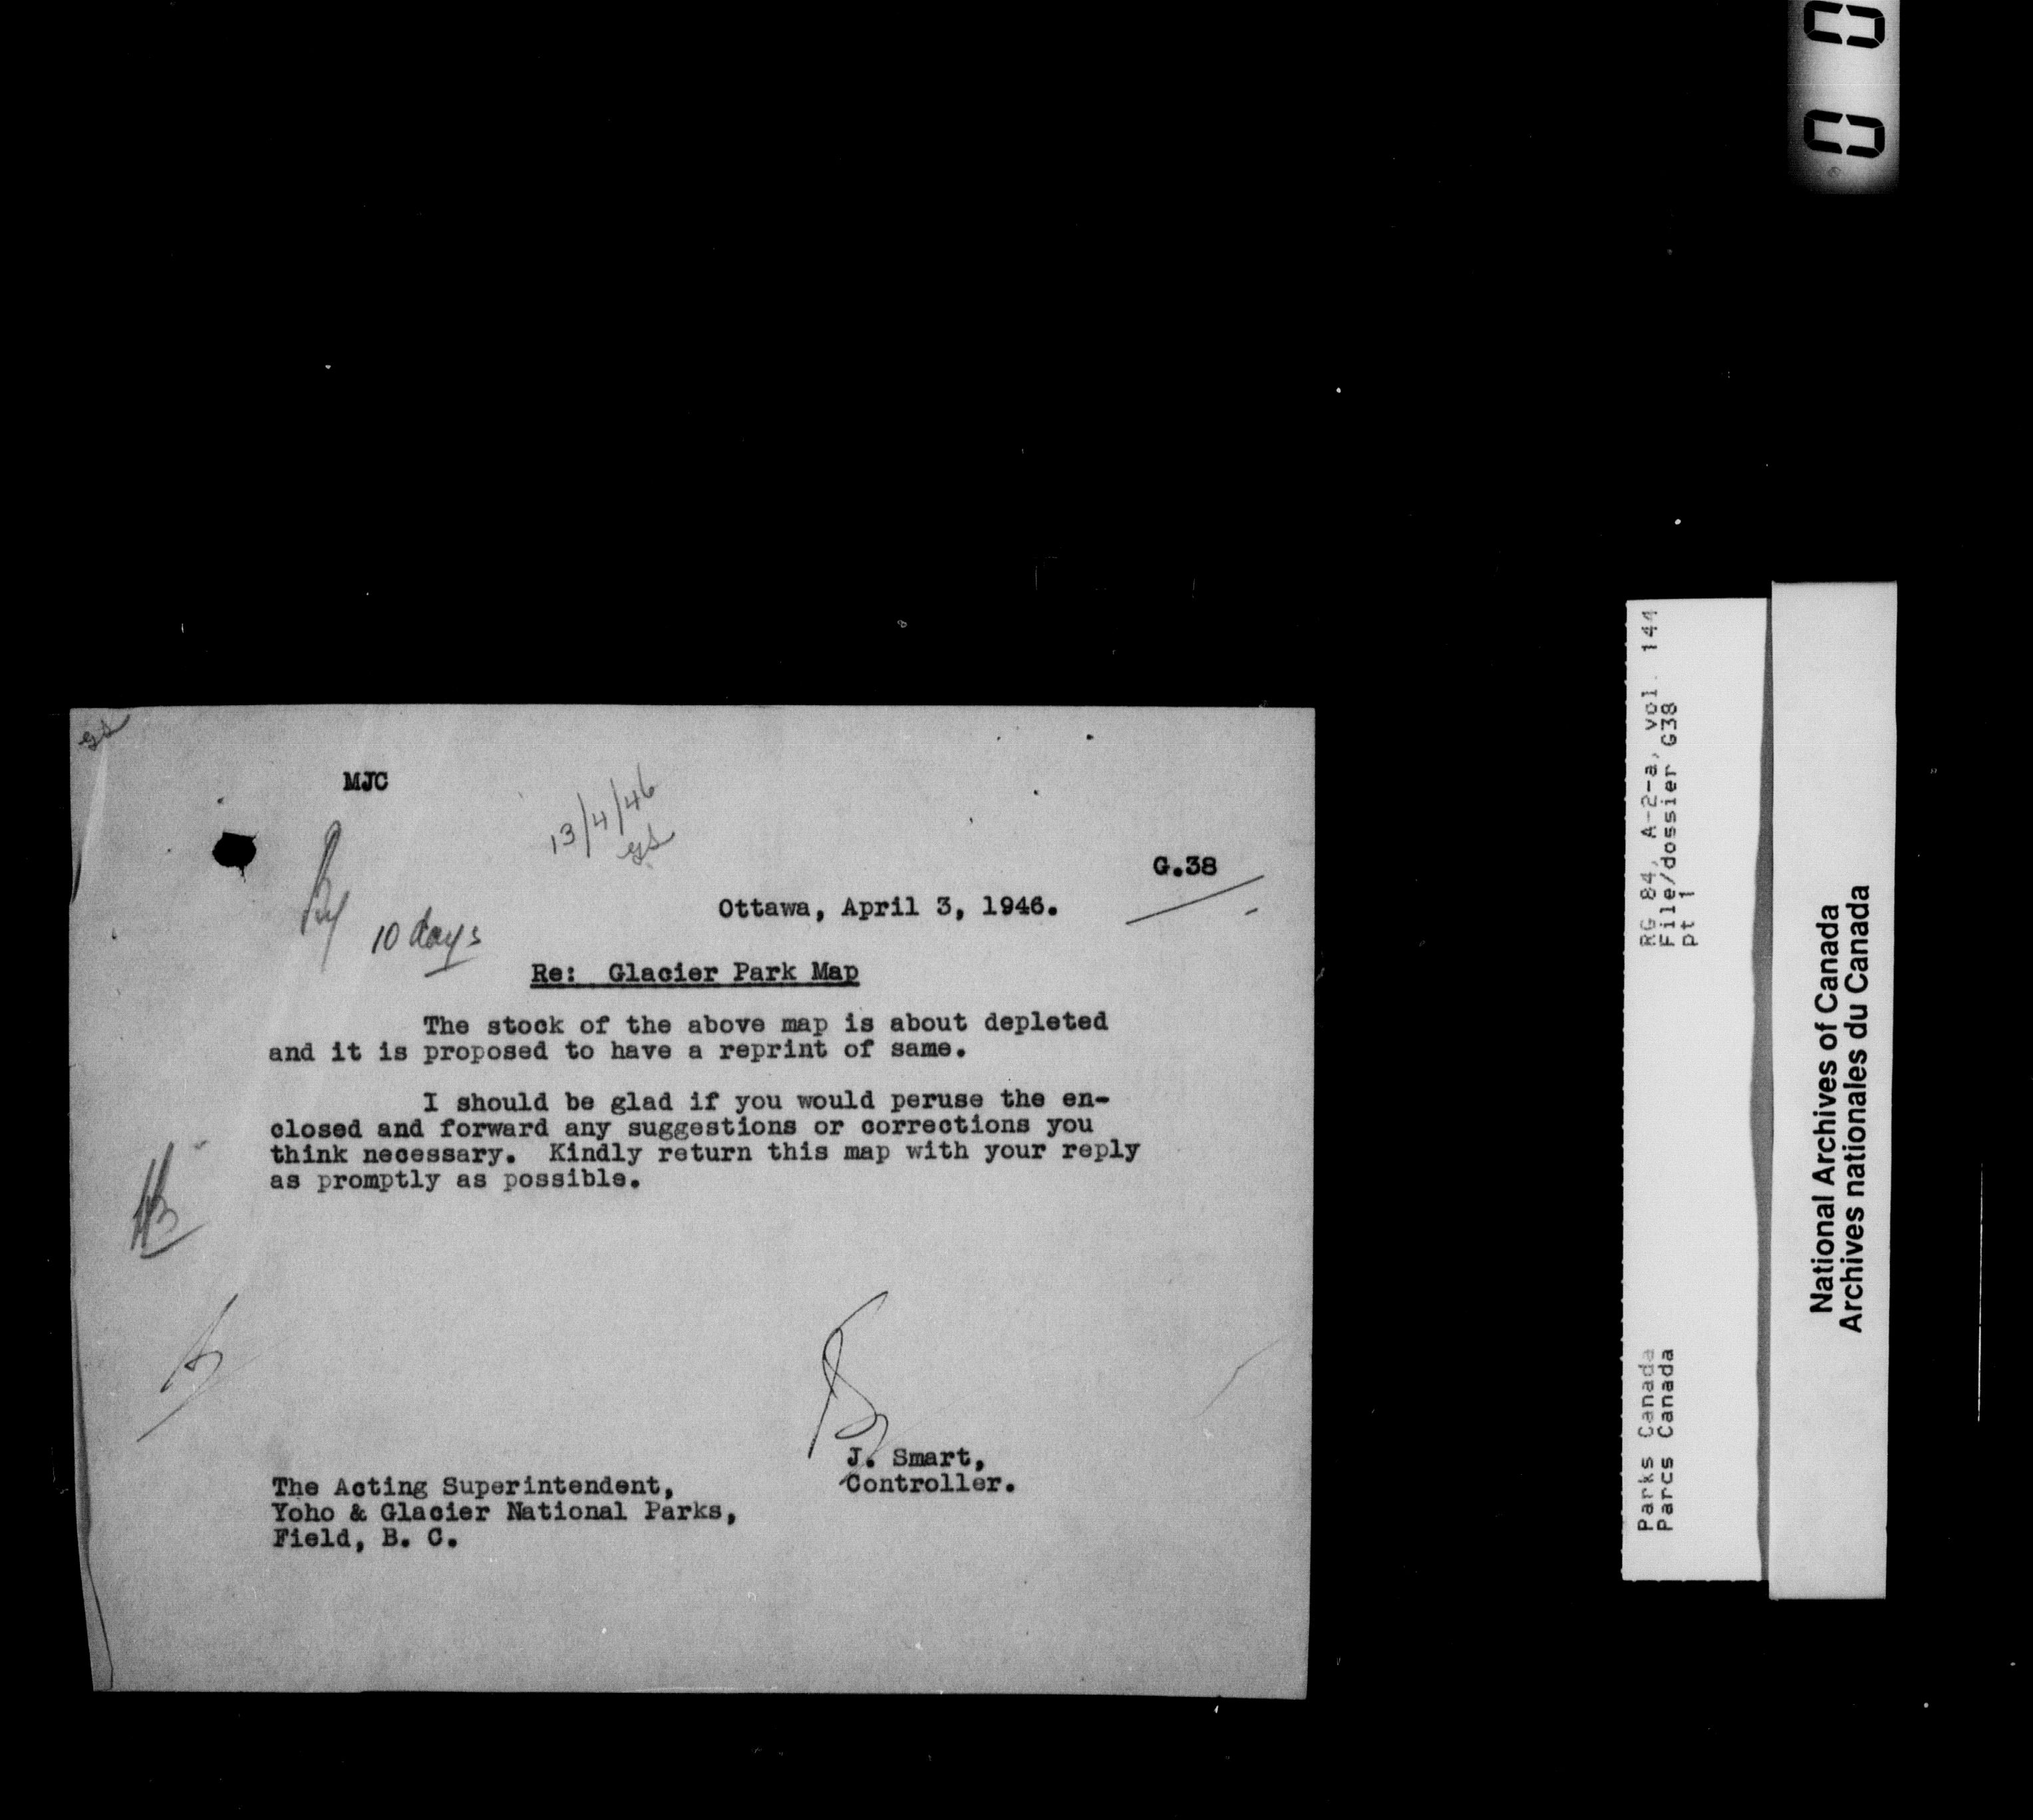 MJC
13/4/46
G.38
Ottawa, April 3, 1946.
10 days
Re: Glacier Park Map
The stock of the above map is about depleted
and it is proposed to have a reprint of same.
I should be glad if you would peruse the en-
closed and forward any suggestions or corrections you
think necessary. Kindly return this map with your reply
as promptly as possible.
J. Smart,
Controller.
The Acting Superintendent,
Yoho & Glacier National Parks,
Field, B. C.
RG 84, A-2-a, vol. 144
File/dossier G38
pt 1
Parks Canada
Parcs Canada
National Archives of Canada
Archives nationales du Canada
0 0